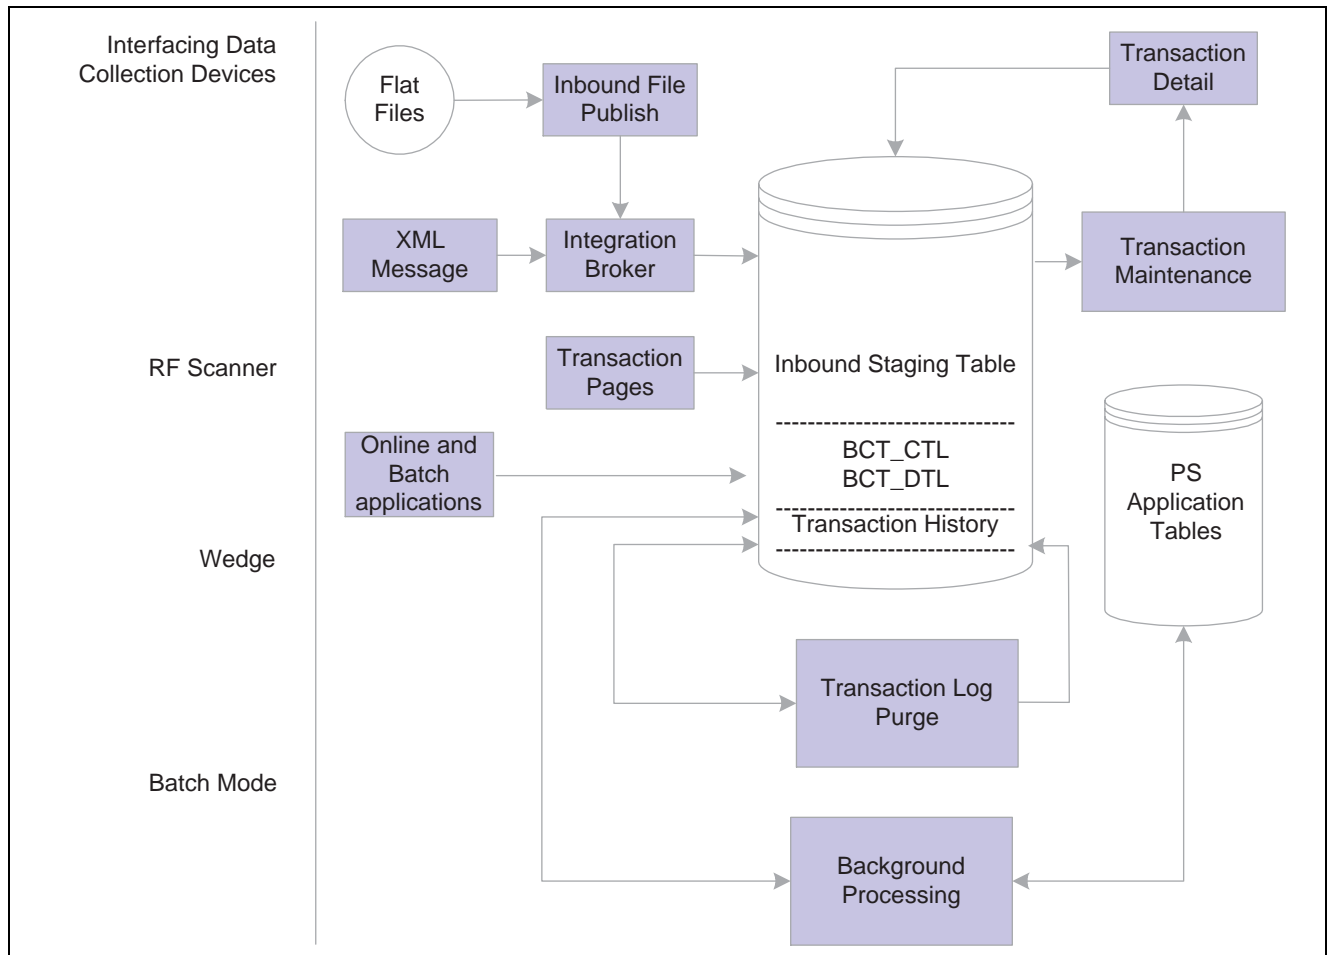 Interfacing Data
Collection Devices
Flat
Files
Inbound File
Publish
Transaction
Detail
XML
Message
Integration
Broker
Transaction
Maintenance
RF Scanner
Transaction
Pages
Inbound Staging Table
Online and
Batch
applications
BCT_CTL
BCT_DTL
Transaction History
PS
Application
Tables
Wedge
Transaction Log
Purge
Batch Mode
Background
Processing